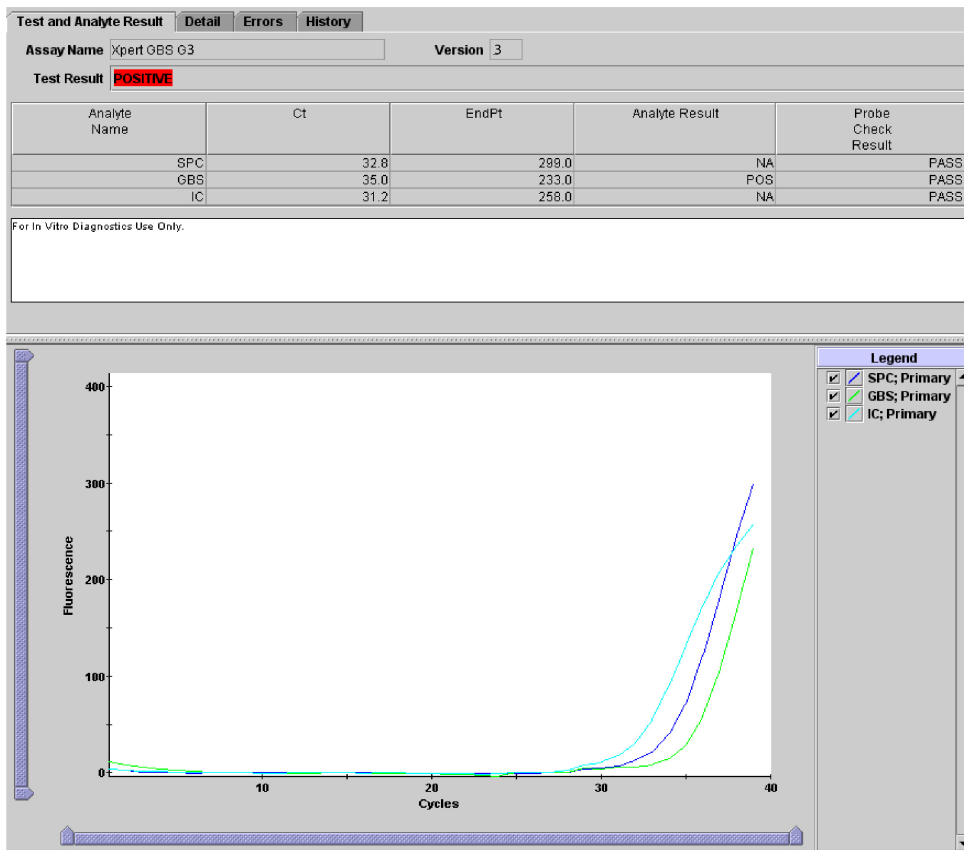 Test and Analyte Result Detail Errors History
Assay Name Xpert GBS G3 Version 3
Test Result POSITIVE
Analyte Name Ct EndPt Analyte Result Probe Check Result
SPC 32.8 299.0 NA PASS
GBS 35.0 233.0 POS PASS
IC 31.2 258.0 NA PASS
For In Vitro Diagnostics Use Only.
Legend
SPC; Primary
GBS; Primary
IC; Primary
400
300
200
100
0
Fluorescence
10 20 30 40
Cycles